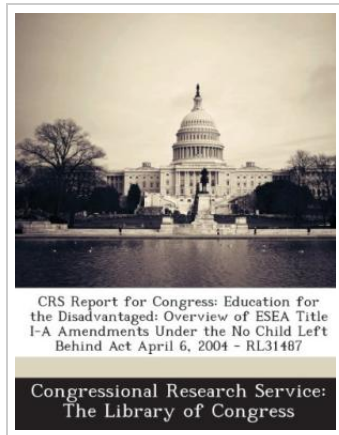 CRS Report for Congress: Education for
the Disadvantaged: Overview of ESEA Title
I-A Amendments Under the No Child Left
Behind Act April 6, 2004 - RL31487
Congressional Research Service:
The Library of Congress